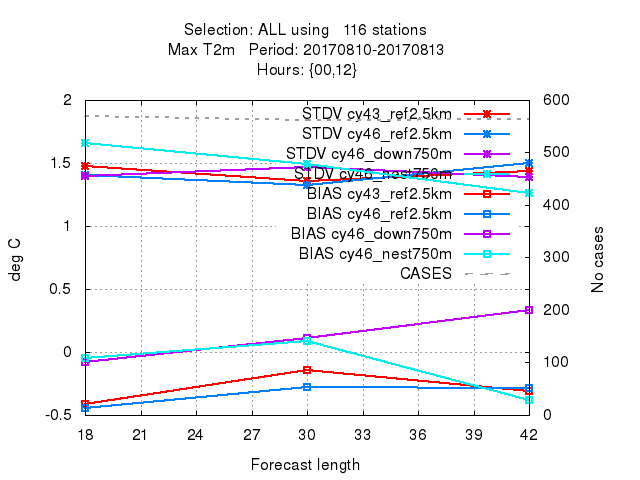 Selection: ALL using 116 stations
Max T2m Period: 20170810-20170813
Hours: {00,12}
2
1.5
1
0.5
0
-0.5
deg C
600
500
400
300
200
100
0
No cases
STDV cy43_ref2.5km
STDV cy46_ref2.5km
STDV cy46_down750m
STDV cy46_nest750m
BIAS cy43_ref2.5km
BIAS cy46_ref2.5km
BIAS cy46_down750m
BIAS cy46_nest750m
CASES
18 21 24 27 30 33 36 39 42
Forecast length